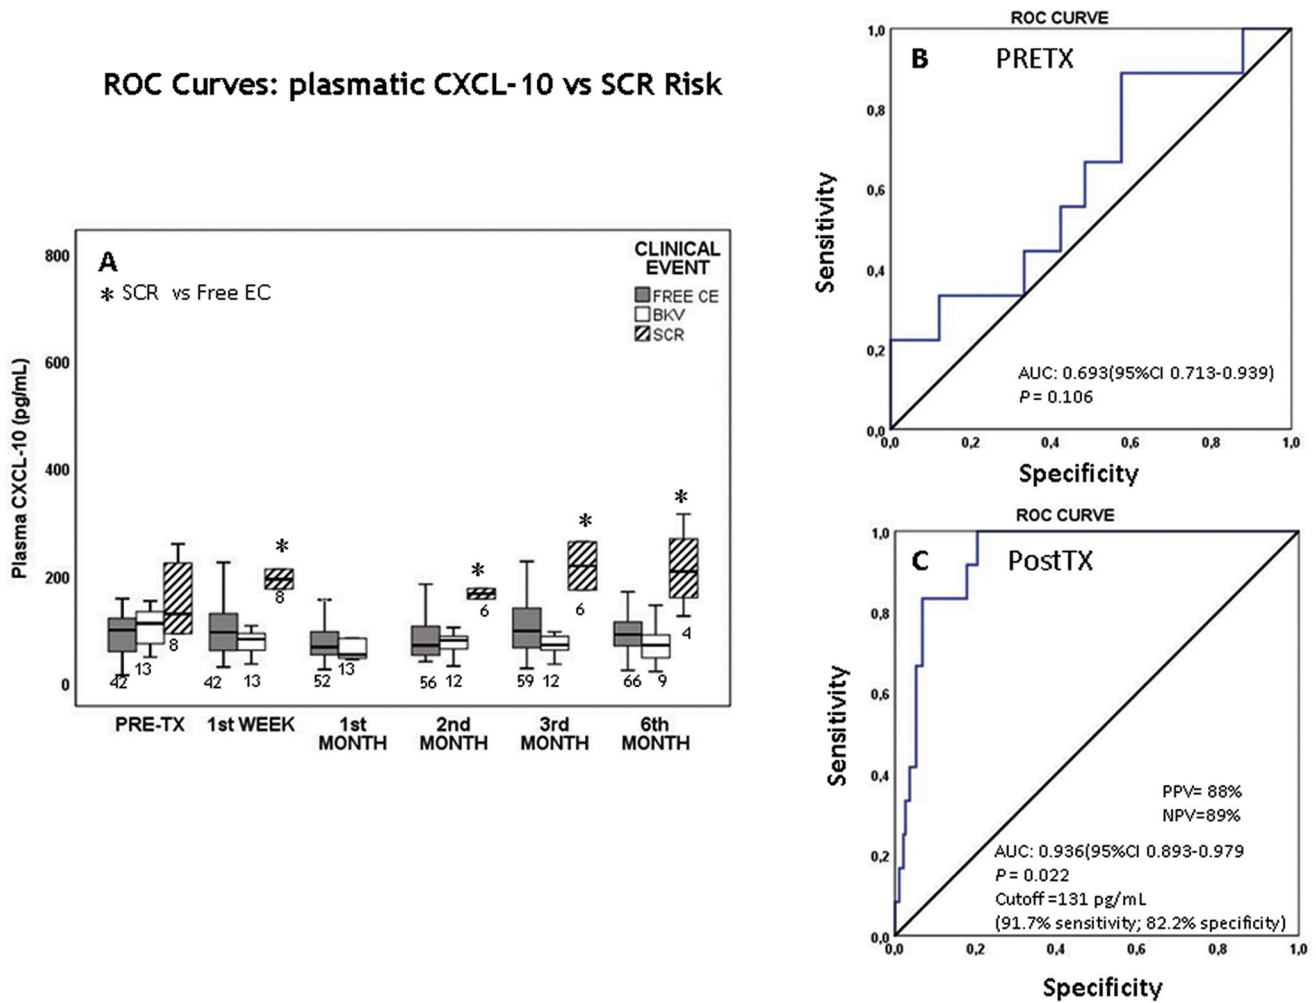 ROC Curves: plasmatic CXCL-10 vs SCR Risk
A
* SCR vs Free EC
CLINICAL
EVENT
FREE CE
BKV
SCR
Plasma CXCL-10 (pg/mL)
800
600
400
200
0
*
*
*
*
42
13
8
42
13
8
52
13
56
12
6
59
12
6
66
9
4
PRE-TX
1st WEEK
1st
MONTH
2nd
MONTH
3rd
MONTH
6th
MONTH
ROC CURVE
B
PRETX
Sensitivity
1,0
0,8
0,6
0,4
0,2
0,0
AUC: 0.693(95%CI 0.713-0.939)
P = 0.106
0,0
0,2
0,4
0,6
0,8
1,0
Specificity
ROC CURVE
C
PostTX
Sensitivity
1,0
0,8
0,6
0,4
0,2
0,0
PPV= 88%
NPV=89%
AUC: 0.936(95%CI 0.893-0.979
P = 0.022
Cutoff =131 pg/mL
(91.7% sensitivity; 82.2% specificity)
0,0
0,2
0,4
0,6
0,8
1,0
Specificity